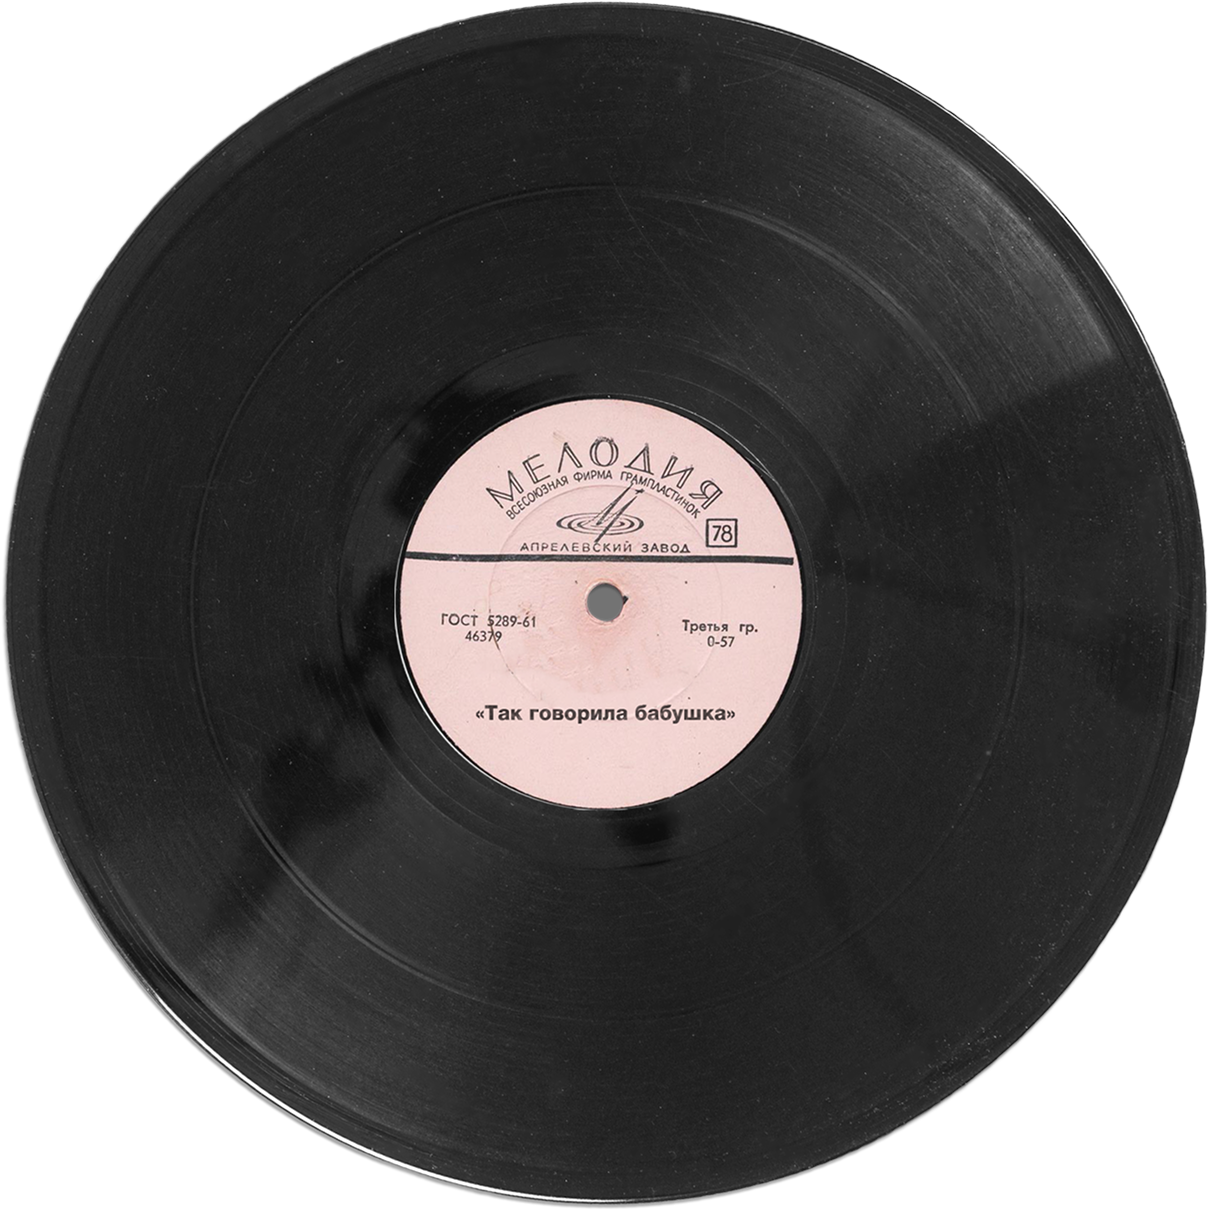 МЕЛОДИЯ
ВСЕСОЮЗНАЯ ФИРМА ГРАМПЛАСТИНОК
78
АПРЕЛЕВСКИЙ ЗАВОД
ГОСТ 5289-61 Третья гр.
46379 0-57
«Так говорила бабушка»